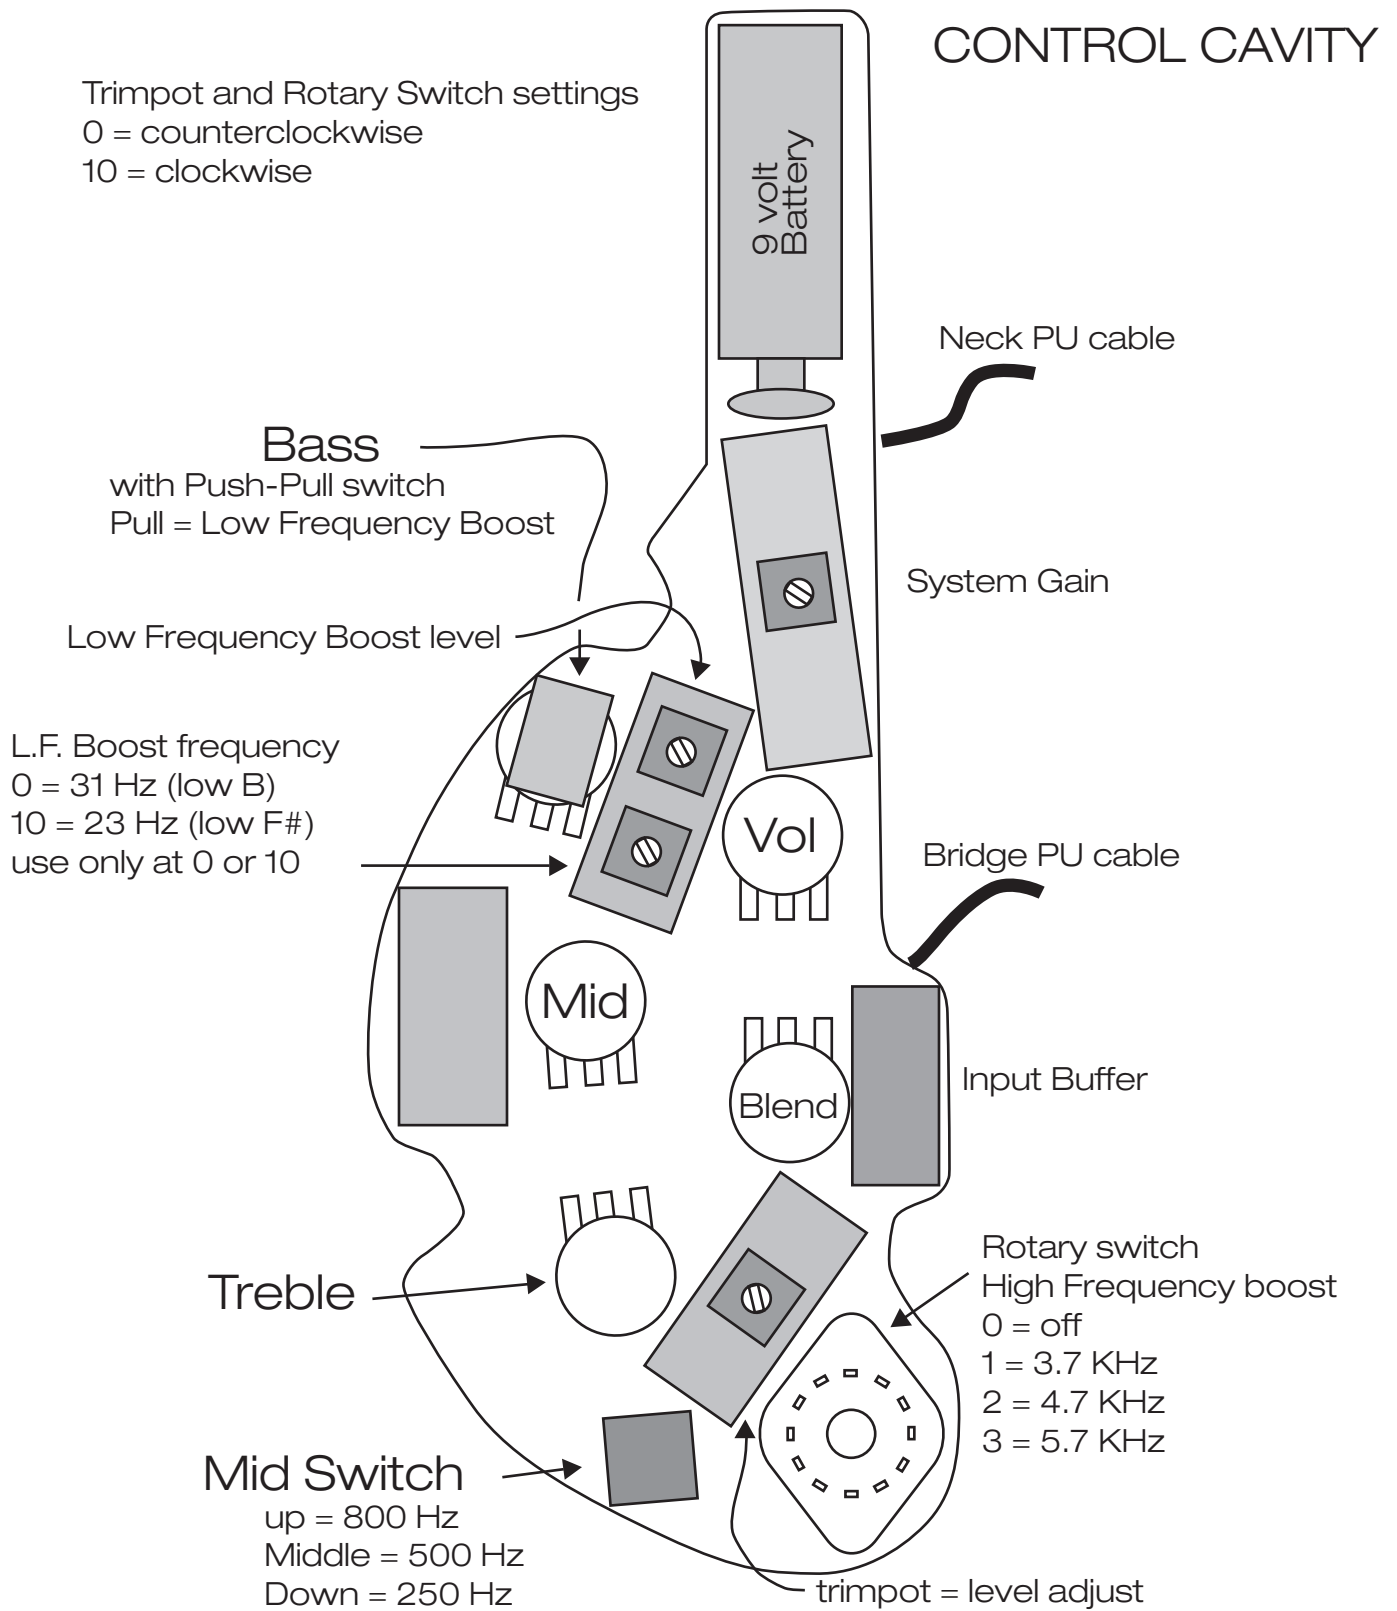 CONTROL CAVITY
Trimpot and Rotary Switch settings
0 = counterclockwise
10 = clockwise
9 volt
Battery
Neck PU cable
Bass
with Push-Pull switch
Pull = Low Frequency Boost
System Gain
Low Frequency Boost level
L.F. Boost frequency
0 = 31 Hz (low B)
10 = 23 Hz (low F#)
use only at 0 or 10
Vol
Bridge PU cable
Mid
Blend
Input Buffer
Treble
Rotary switch
High Frequency boost
0 = off
1 = 3.7 KHz
2 = 4.7 KHz
3 = 5.7 KHz
Mid Switch
up = 800 Hz
Middle = 500 Hz
Down = 250 Hz
trimpot = level adjust